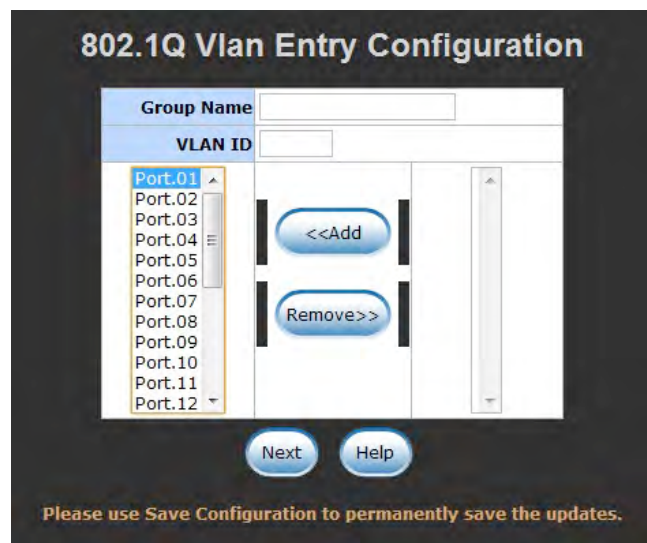 802.1Q Vlan Entry Configuration
Group Name
VLAN ID
Port.01
Port.02
Port.03
Port.04
Port.05
Port.06
Port.07
Port.08
Port.09
Port.10
Port.11
Port.12
<<Add
Remove>>
Next Help
Please use Save Configuration to permanently save the updates.